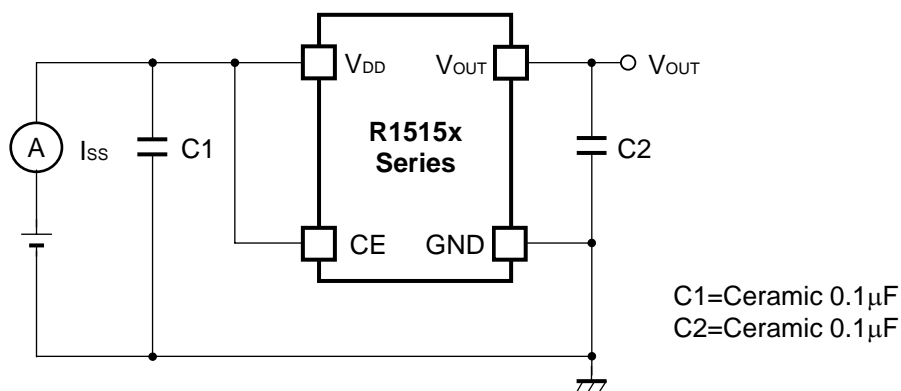 VDD
VOUT
VOUT
R1515x
Series
A
ISS
C1
C2
CE
GND
C1=Ceramic 0.1μF
C2=Ceramic 0.1μF